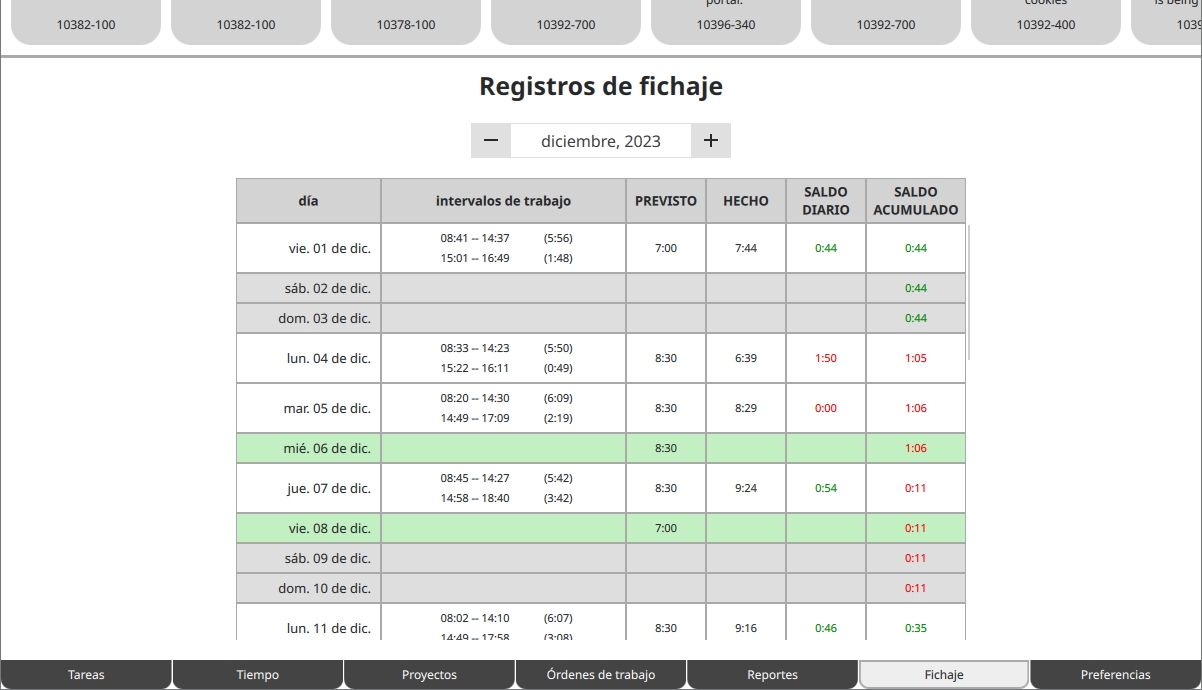 portal.
cookies
is being
10382-100 10382-100 10378-100 10392-700 10396-340 10392-700 10392-400
Registros de fichaje
− diciembre, 2023 +
día intervalos de trabajo PREVISTO HECHO SALDO DIARIO SALDO ACUMULADO
vie. 01 de dic. 08:41 -- 14:37 (5:56) 7:00 7:44 0:44 0:44
15:01 -- 16:49 (1:48)
sáb. 02 de dic. 0:44
dom. 03 de dic. 0:44
lun. 04 de dic. 08:33 -- 14:23 (5:50) 8:30 6:39 1:50 1:05
15:22 -- 16:11 (0:49)
mar. 05 de dic. 08:20 -- 14:30 (6:09) 8:30 8:29 0:00 1:06
14:49 -- 17:09 (2:19)
mié. 06 de dic. 8:30 1:06
jue. 07 de dic. 08:45 -- 14:27 (5:42) 8:30 9:24 0:54 0:11
14:58 -- 18:40 (3:42)
vie. 08 de dic. 7:00 0:11
sáb. 09 de dic. 0:11
dom. 10 de dic. 0:11
lun. 11 de dic. 08:02 -- 14:10 (6:07) 8:30 9:16 0:46 0:35
14:49 -- 17:58 (3:08)
Tareas Tiempo Proyectos Órdenes de trabajo Reportes Fichaje Preferencias